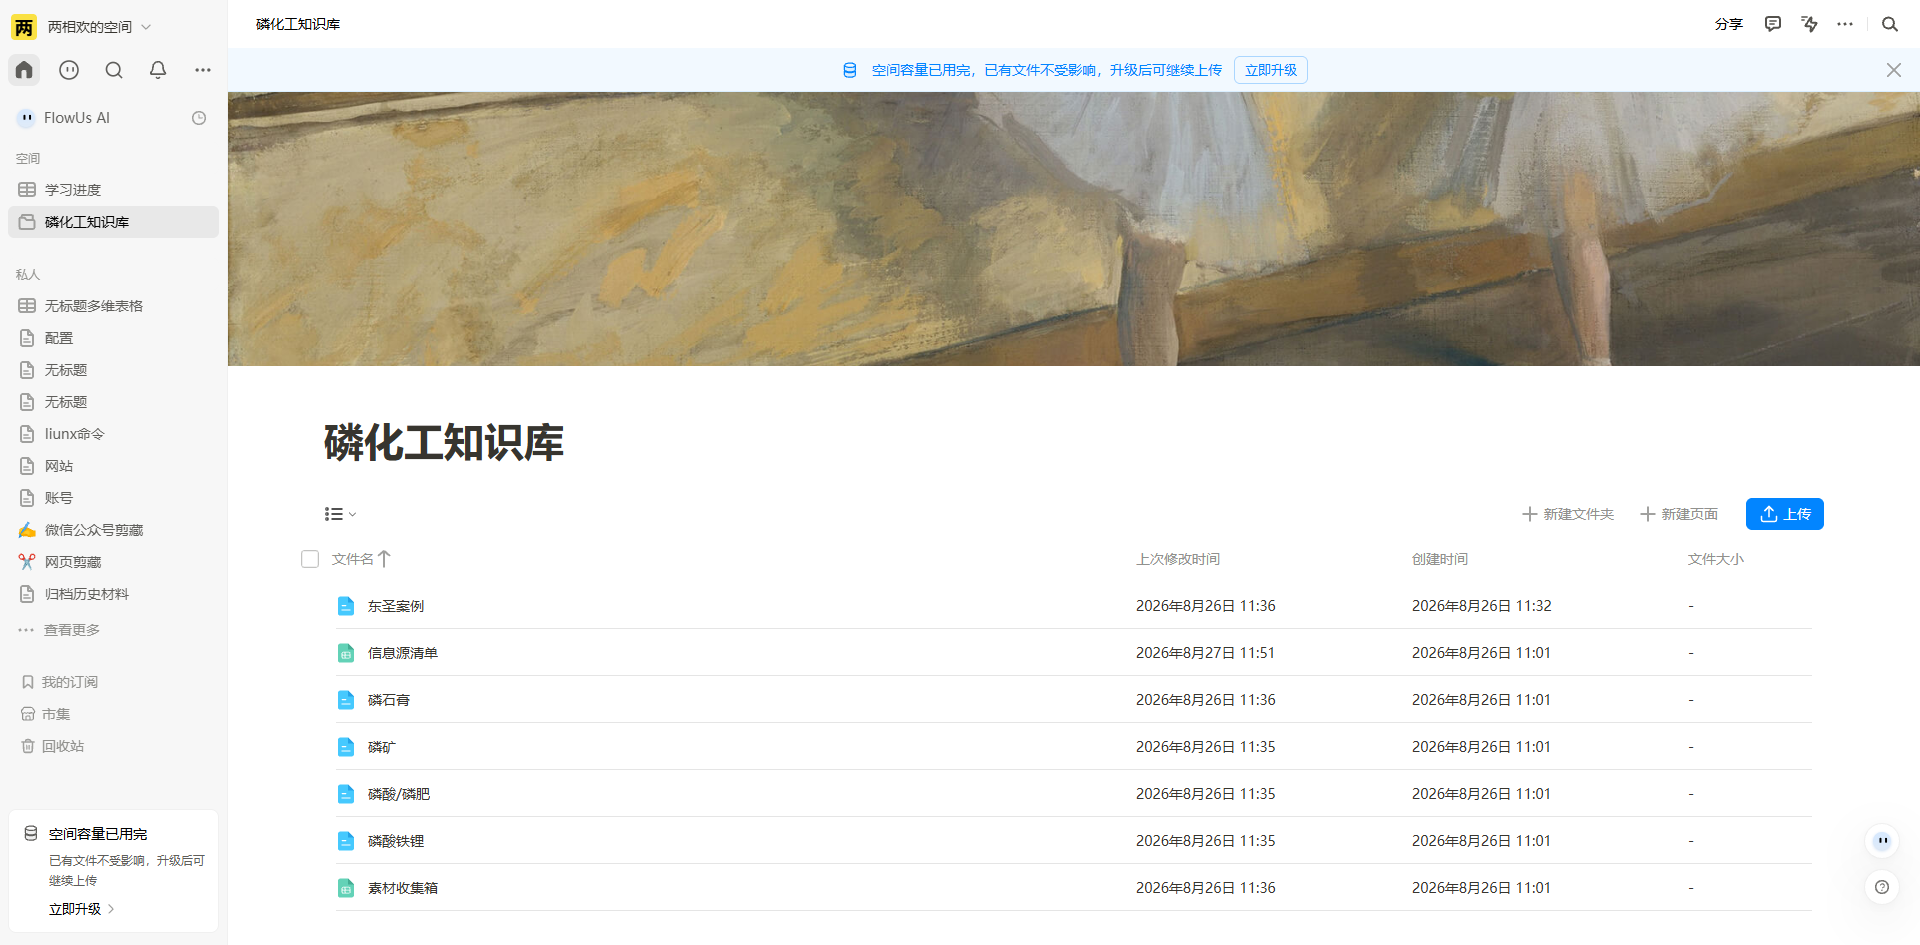 两 两相欢的空间
FlowUs AI
空间
学习进度
磷化工知识库
私人
无标题多维表格
配置
无标题
无标题
liunx命令
网站
账号
微信公众号剪藏
网页剪藏
归档历史材料
查看更多
我的订阅
市集
回收站
空间容量已用完
已有文件不受影响，升级后可
继续上传
立即升级
磷化工知识库 分享
空间容量已用完，已有文件不受影响，升级后可继续上传 立即升级
磷化工知识库
新建文件夹 新建页面 上传
文件名 上次修改时间 创建时间 文件大小
东圣案例 2026年8月26日 11:36 2026年8月26日 11:32 -
信息源清单 2026年8月27日 11:51 2026年8月26日 11:01 -
磷石膏 2026年8月26日 11:36 2026年8月26日 11:01 -
磷矿 2026年8月26日 11:35 2026年8月26日 11:01 -
磷酸/磷肥 2026年8月26日 11:35 2026年8月26日 11:01 -
磷酸铁锂 2026年8月26日 11:35 2026年8月26日 11:01 -
素材收集箱 2026年8月26日 11:36 2026年8月26日 11:01 -